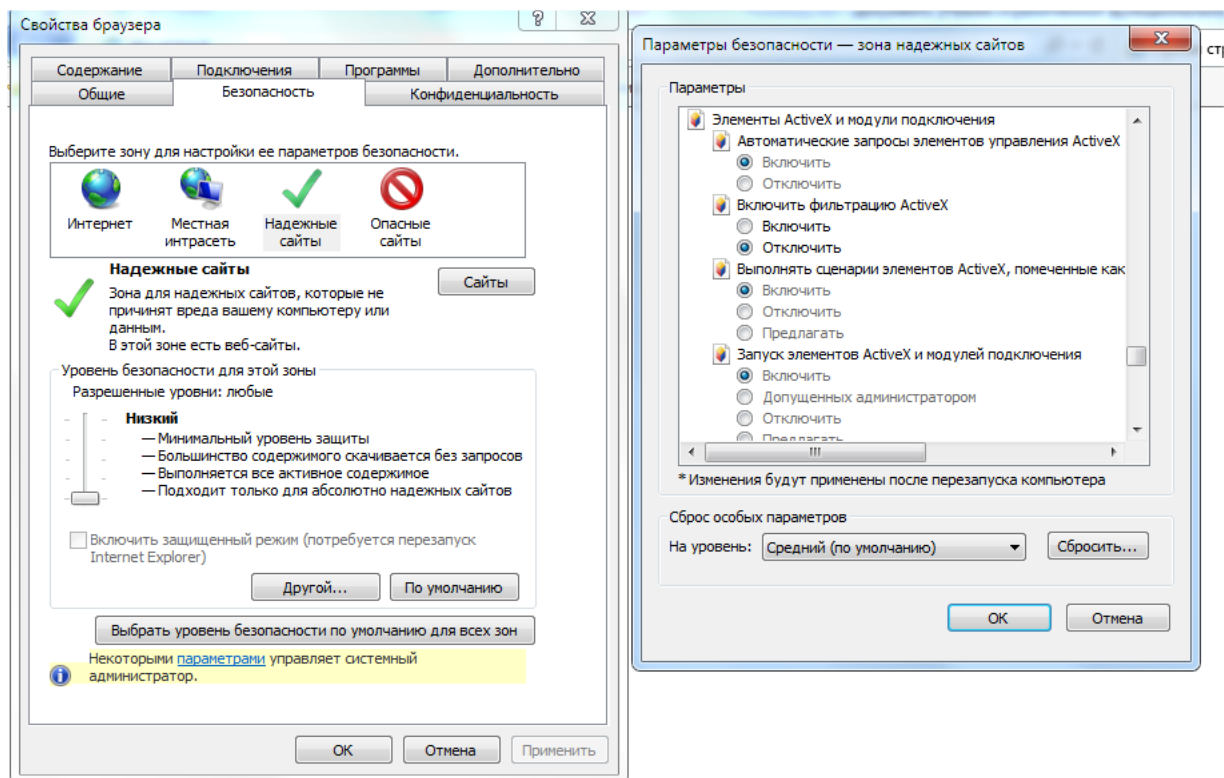 Свойства браузера
Содержание Подключения Программы Дополнительно
Общие Безопасность Конфиденциальность
Выберите зону для настройки ее параметров безопасности.
Интернет
Местная интрасеть
Надежные сайты
Опасные сайты
Надежные сайты
Сайты
Зона для надежных сайтов, которые не
причинят вреда вашему компьютеру или
данным.
В этой зоне есть веб-сайты.
Уровень безопасности для этой зоны
Разрешенные уровни: любые
Низкий
— Минимальный уровень защиты
— Большинство содержимого скачивается без запросов
— Выполняется все активное содержимое
— Подходит только для абсолютно надежных сайтов
Включить защищенный режим (потребуется перезапуск
Internet Explorer)
Другой... По умолчанию
Выбрать уровень безопасности по умолчанию для всех зон
Некоторыми параметрами управляет системный
администратор.
OK Отмена Применить
Параметры безопасности — зона надежных сайтов
Параметры
Элементы ActiveX и модули подключения
Автоматические запросы элементов управления ActiveX
Включить
Отключить
Включить фильтрацию ActiveX
Включить
Отключить
Выполнять сценарии элементов ActiveX, помеченные как
Включить
Отключить
Предлагать
Запуск элементов ActiveX и модулей подключения
Включить
Допущенных администратором
Отключить
Предлагать
* Изменения будут применены после перезапуска компьютера
Сброс особых параметров
На уровень: Средний (по умолчанию) Сбросить...
OK Отмена
стр